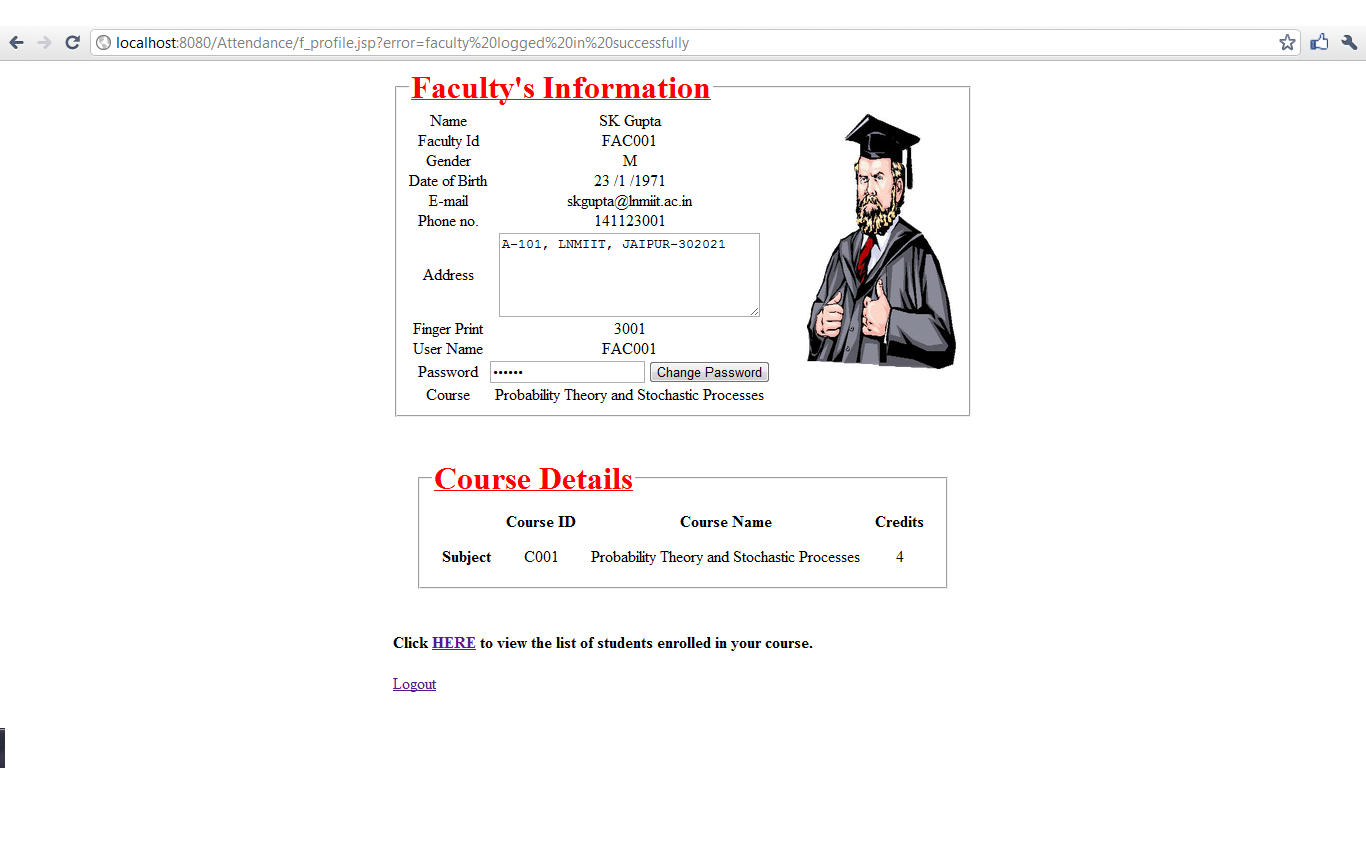 localhost:8080/Attendance/f_profile.jsp?error=faculty%20logged%20in%20successfully
Faculty's Information
Name SK Gupta
Faculty Id FAC001
Gender M
Date of Birth 23 /1 /1971
E-mail skgupta@lnmiit.ac.in
Phone no. 141123001
Address A-101, LNMIIT, JAIPUR-302021
Finger Print 3001
User Name FAC001
Password •••••• Change Password
Course Probability Theory and Stochastic Processes
Course Details
Course ID Course Name Credits
Subject C001 Probability Theory and Stochastic Processes 4
Click HERE to view the list of students enrolled in your course.
Logout